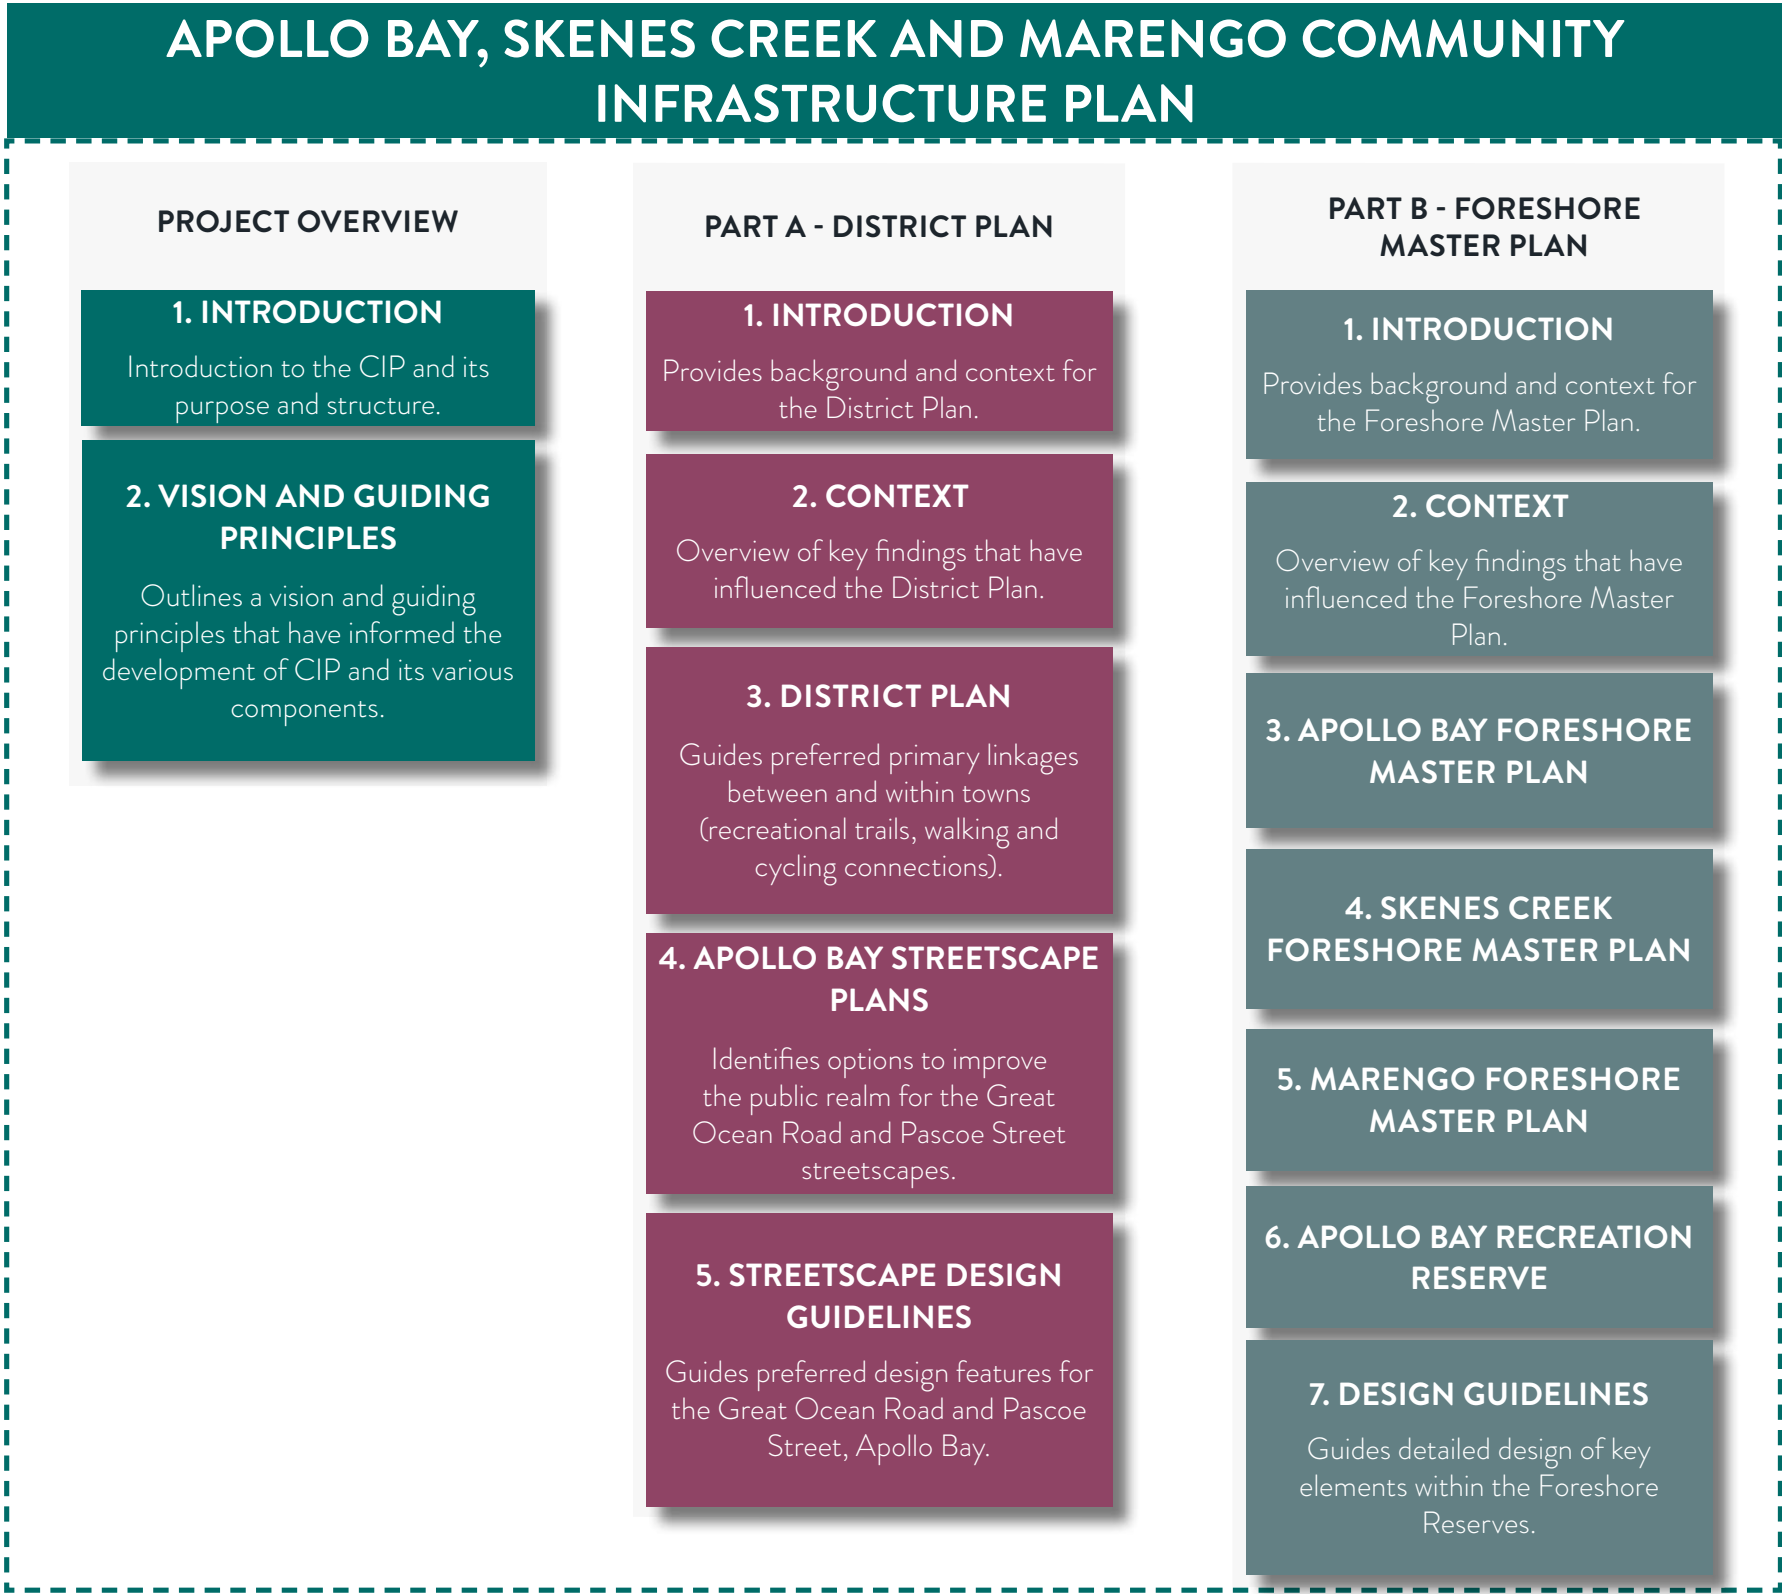 APOLLO BAY, SKENES CREEK AND MARENGO COMMUNITY
INFRASTRUCTURE PLAN
PROJECT OVERVIEW
1. INTRODUCTION
Introduction to the CIP and its
purpose and structure.
2. VISION AND GUIDING
PRINCIPLES
Outlines a vision and guiding
principles that have informed the
development of CIP and its various
components.
PART A - DISTRICT PLAN
1. INTRODUCTION
Provides background and context for
the District Plan.
2. CONTEXT
Overview of key findings that have
influenced the District Plan.
3. DISTRICT PLAN
Guides preferred primary linkages
between and within towns
(recreational trails, walking and
cycling connections).
4. APOLLO BAY STREETSCAPE
PLANS
Identifies options to improve
the public realm for the Great
Ocean Road and Pascoe Street
streetscapes.
5. STREETSCAPE DESIGN
GUIDELINES
Guides preferred design features for
the Great Ocean Road and Pascoe
Street, Apollo Bay.
PART B - FORESHORE
MASTER PLAN
1. INTRODUCTION
Provides background and context for
the Foreshore Master Plan.
2. CONTEXT
Overview of key findings that have
influenced the Foreshore Master
Plan.
3. APOLLO BAY FORESHORE
MASTER PLAN
4. SKENES CREEK
FORESHORE MASTER PLAN
5. MARENGO FORESHORE
MASTER PLAN
6. APOLLO BAY RECREATION
RESERVE
7. DESIGN GUIDELINES
Guides detailed design of key
elements within the Foreshore
Reserves.